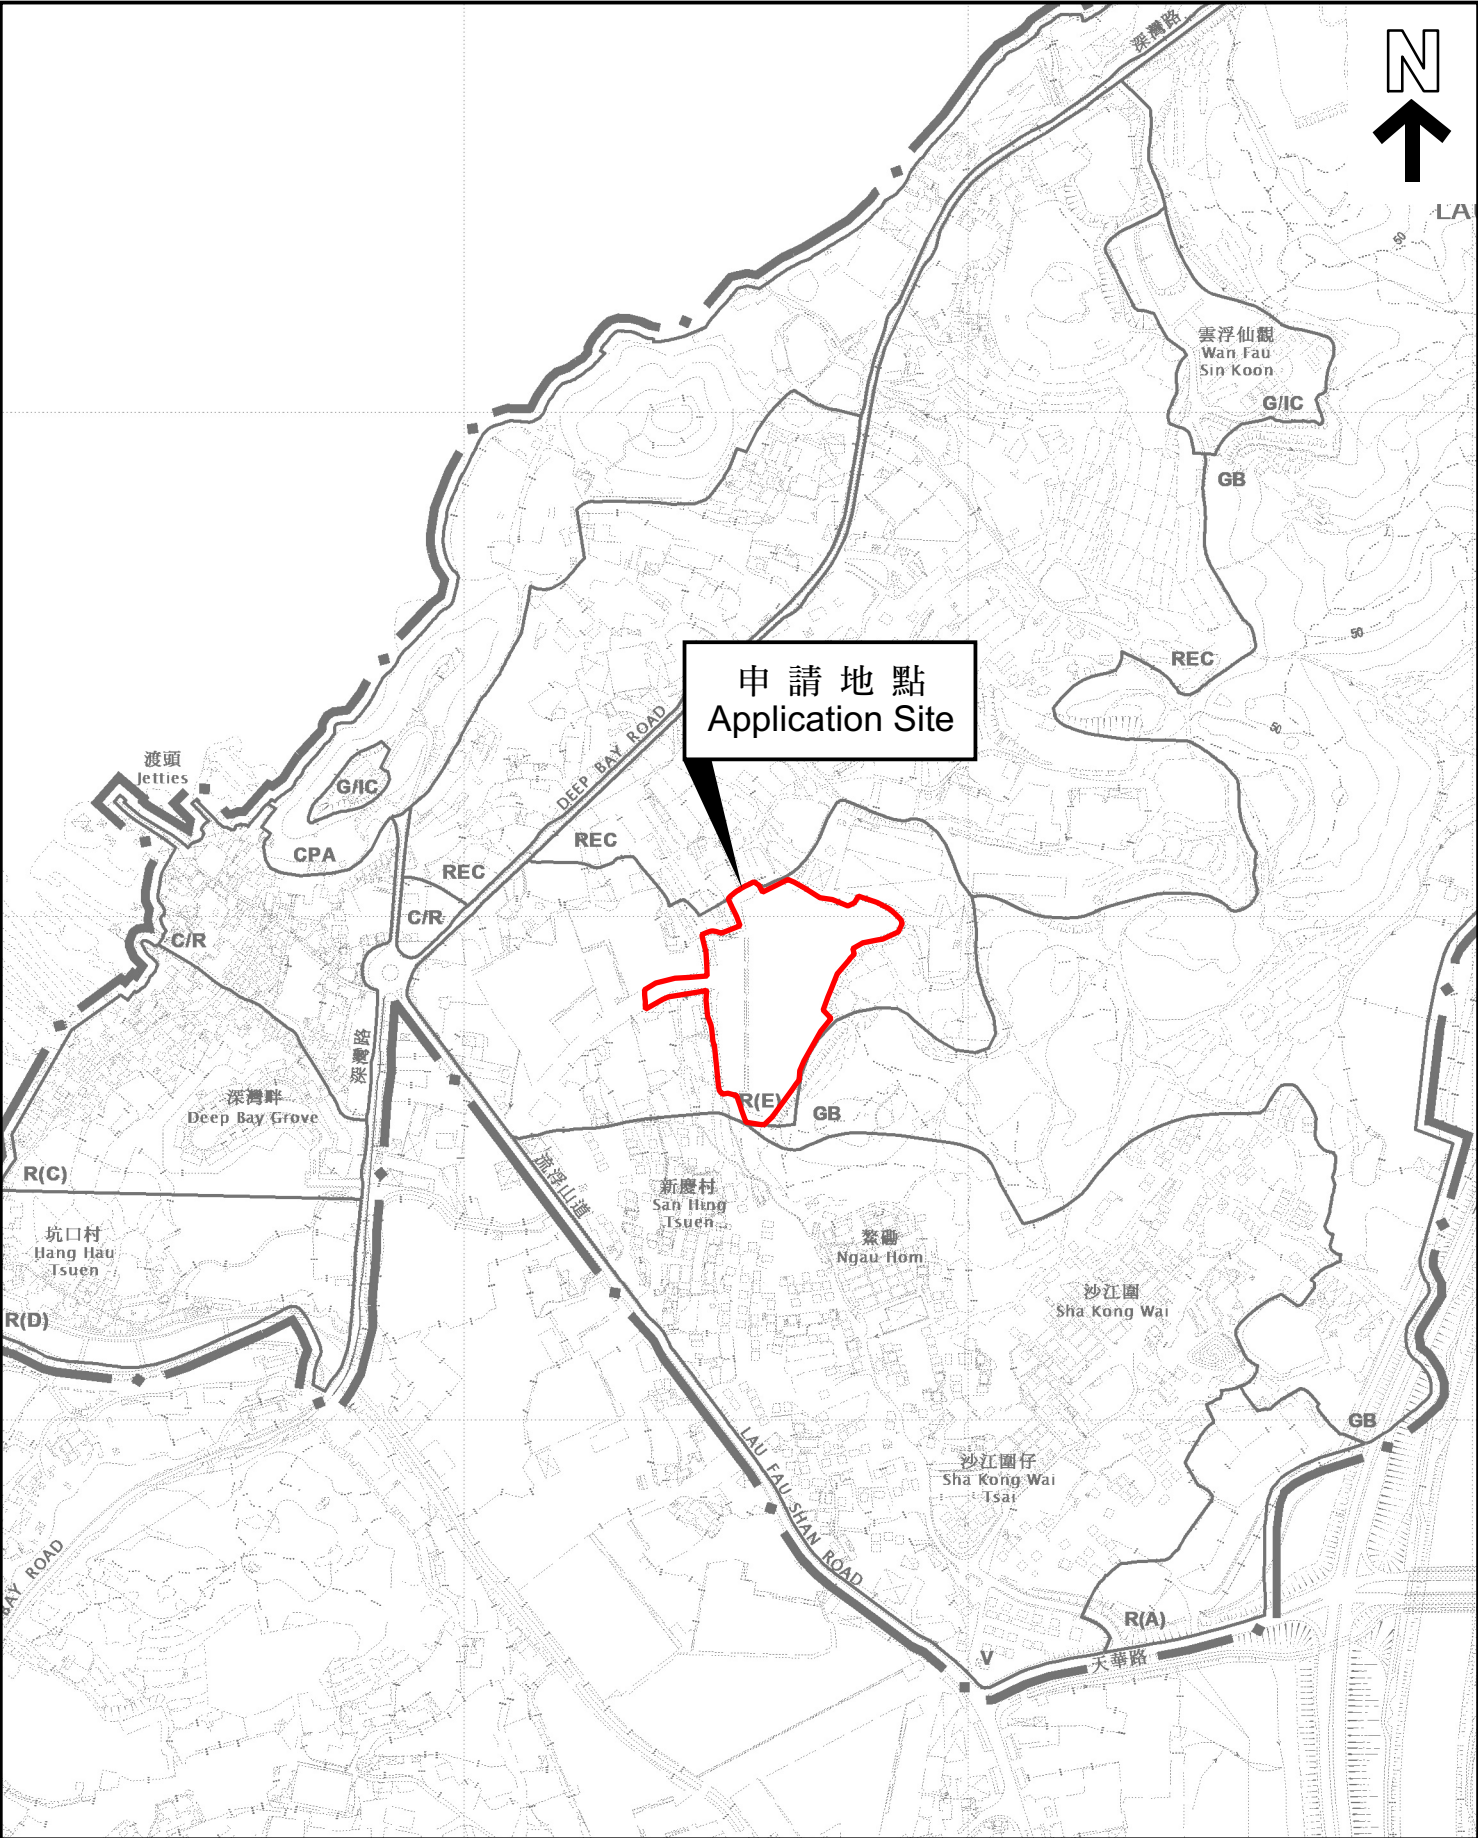 深灣路
N
LA
50
雲浮仙觀
Wan Fau
Sin Koon
G/IC
GB
50
REC
申請地點
Application Site
50
DEEP BAY ROAD
渡頭
Jetties
G/IC
CPA
REC
REC
C/R
C/R
深灣路
深灣畔
Deep Bay Grove
R(E)
GB
R(C)
流浮山道
新慶村
San Hing
Tsuen
坑口村
Hang Hau
Tsuen
鰲磡
Ngau Hom
沙江圍
Sha Kong Wai
R(D)
GB
LAU FAU SHAN ROAD
沙江圍仔
Sha Kong Wai
Tsai
BAY ROAD
R(A)
V
天華路